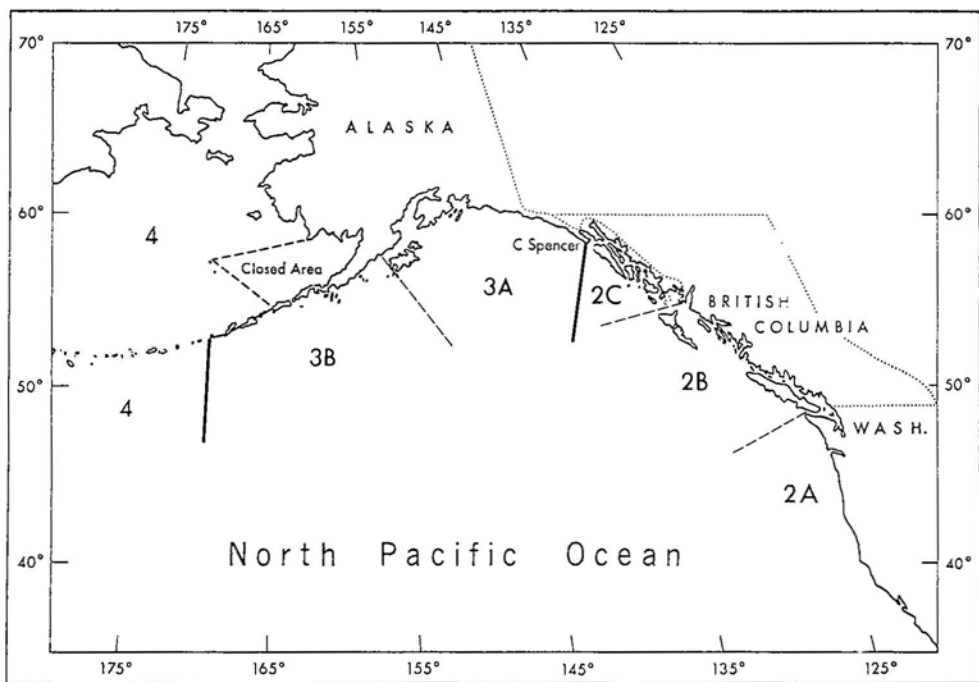 175° 165° 155° 145° 135° 125°
70° 70°
ALASKA
60° 60°
4
C Spencer
Closed Area
3A
2C
BRITISH
COLUMBIA
3B
2B
50° 50°
4
WASH.
2A
North Pacific Ocean
40° 40°
175° 165° 155° 145° 135° 125°